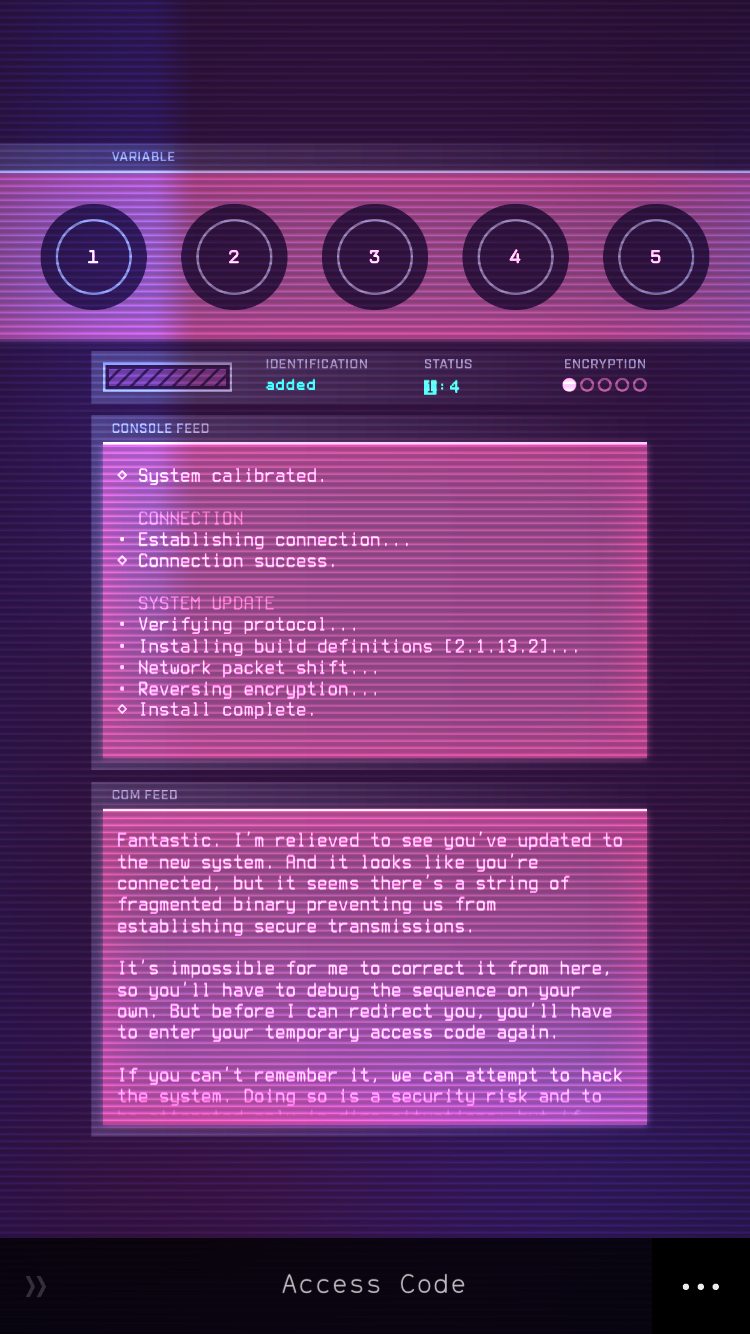 VARIABLE
1 2 3 4 5
IDENTIFICATION STATUS ENCRYPTION
added 1:4
CONSOLE FEED
◇ System calibrated.
CONNECTION
• Establishing connection...
◇ Connection success.
SYSTEM UPDATE
• Verifying protocol...
• Installing build definitions [2.1.13.2]...
• Network packet shift...
• Reversing encryption...
◇ Install complete.
COM FEED
Fantastic. I'm relieved to see you've updated to
the new system. And it looks like you're
connected, but it seems there's a string of
fragmented binary preventing us from
establishing secure transmissions.
It's impossible for me to correct it from here,
so you'll have to debug the sequence on your
own. But before I can redirect you, you'll have
to enter your temporary access code again.
If you can't remember it, we can attempt to hack
the system. Doing so is a security risk and to
Access Code